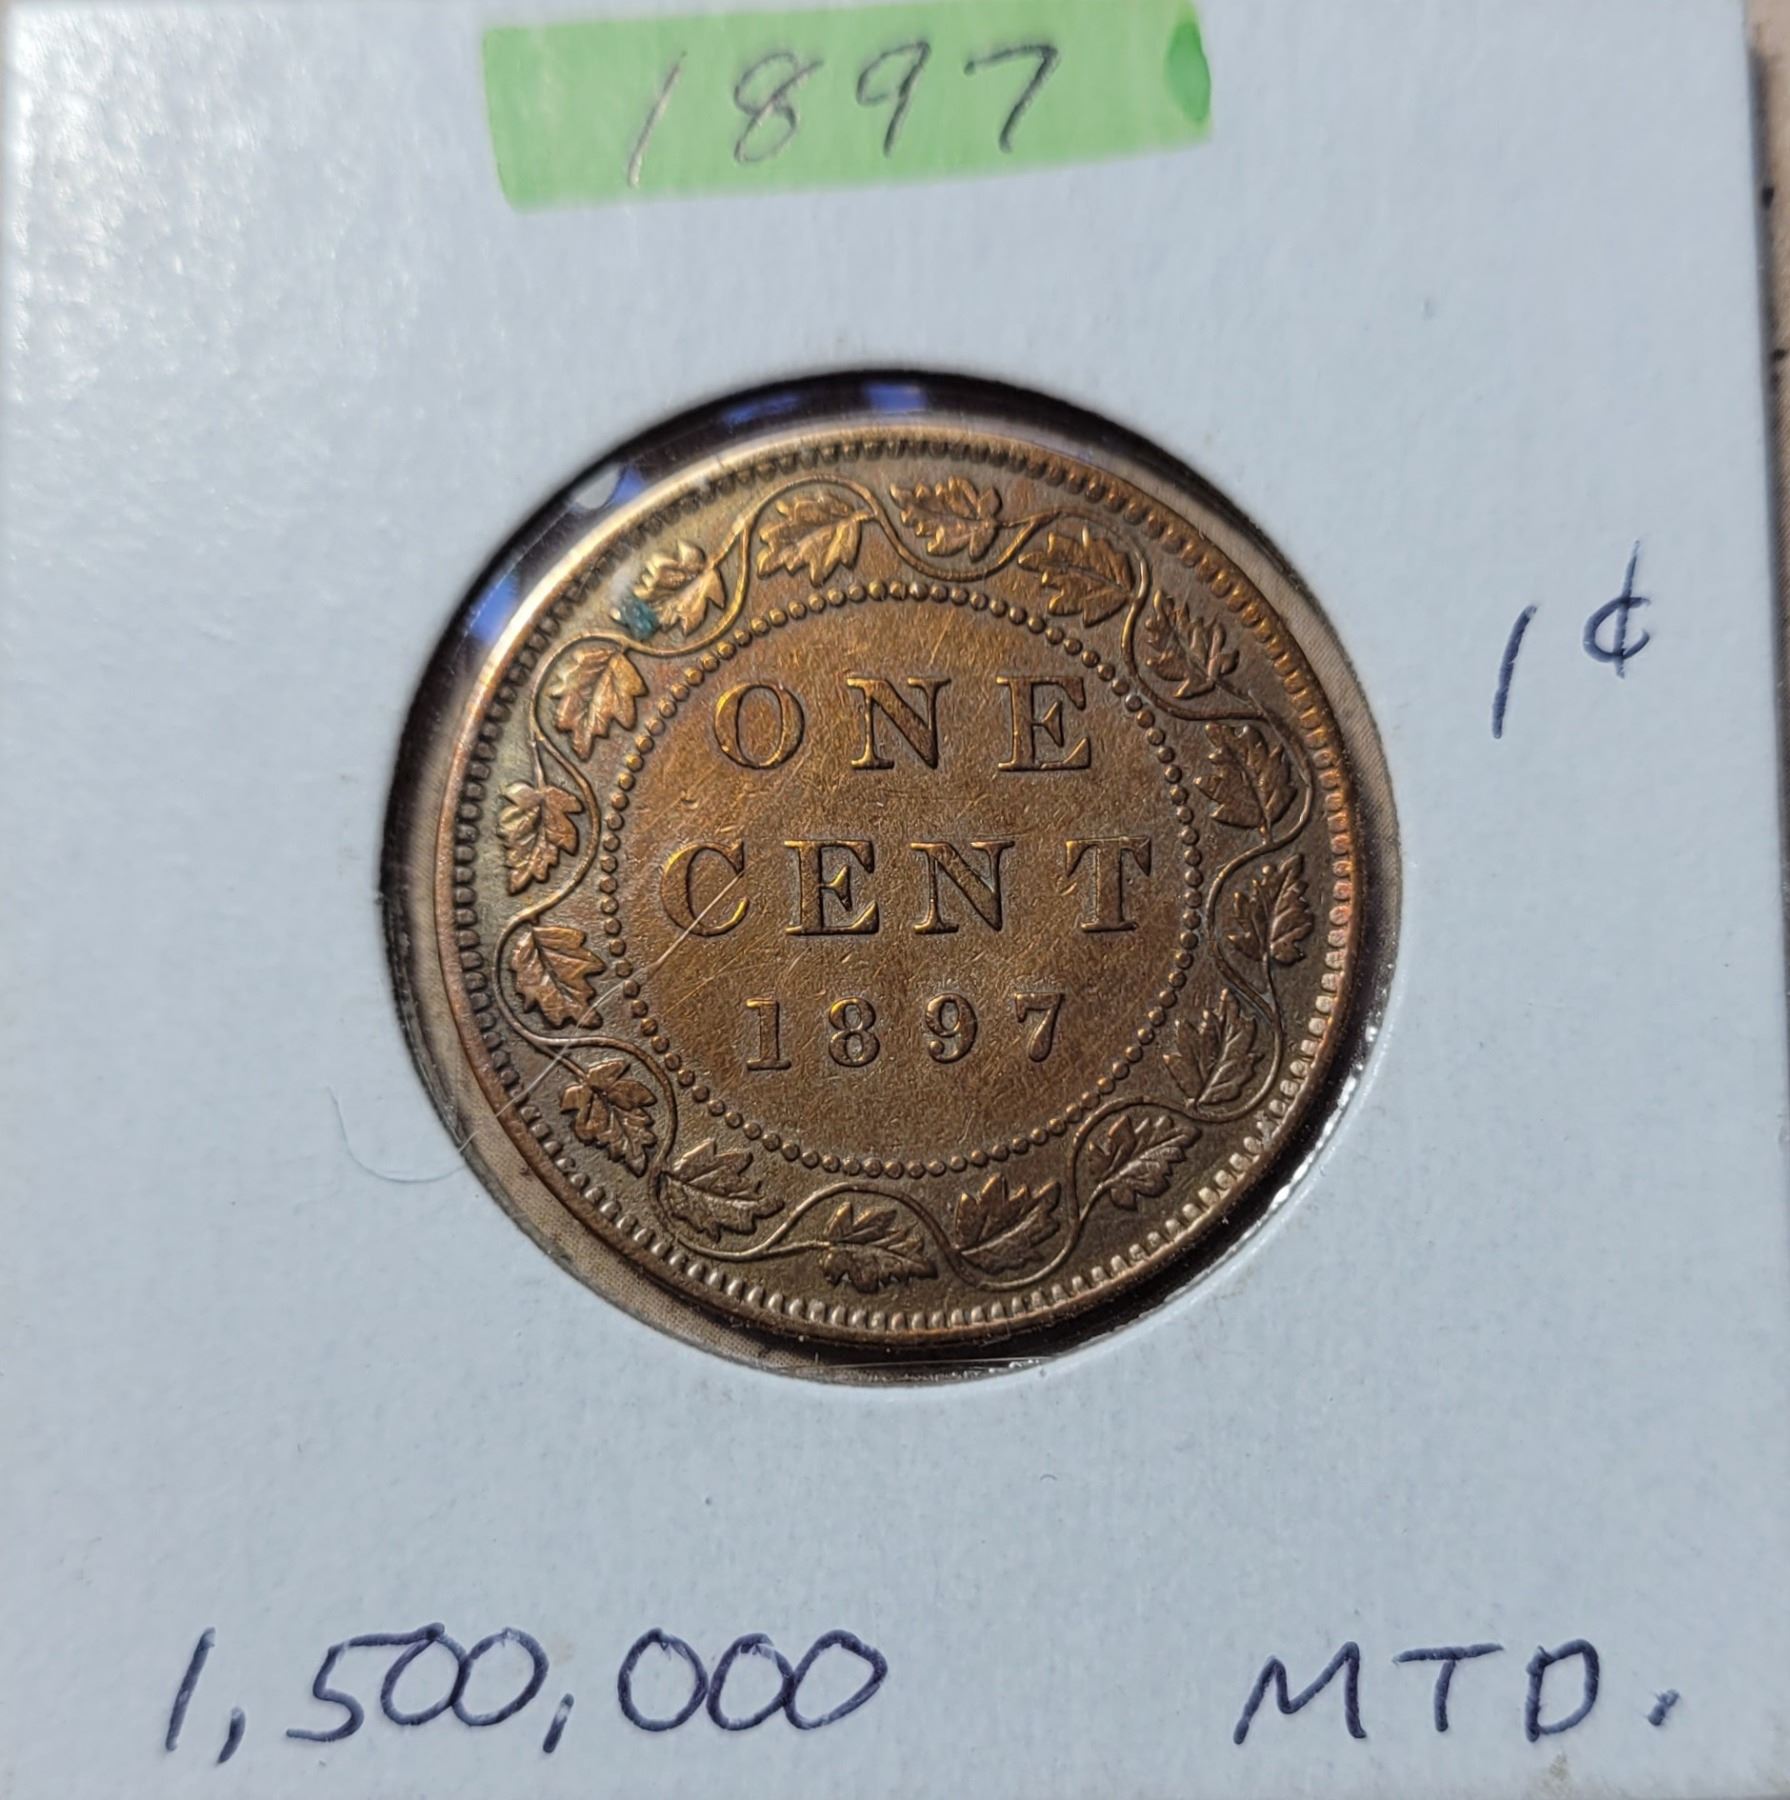 1897
ONE
CENT
1897
1¢
1,500,000 MTD.